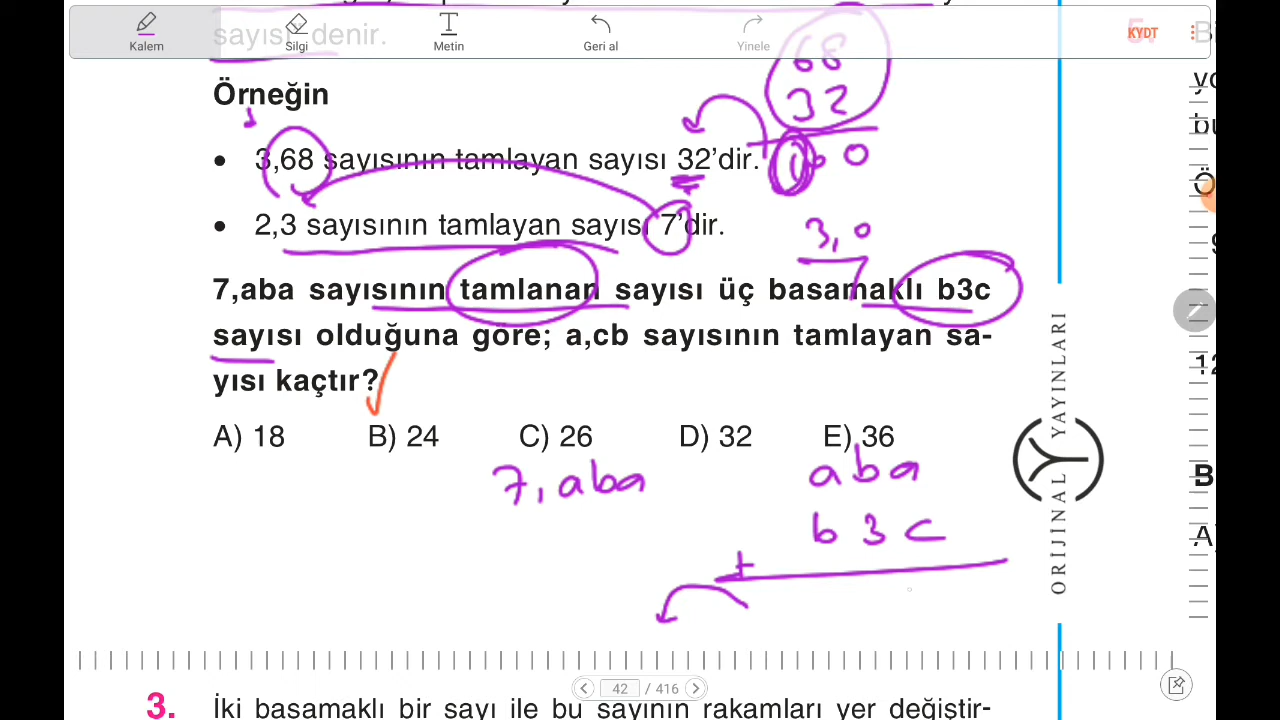 Kalem
Silgi
Metin
Geri al
Yinele
KYDT
sayısı denir.
68
32
Örneğin
• 3,68 sayısının tamlayan sayısı 32'dir.
• 2,3 sayısının tamlayan sayısı 7'dir.
3,0
7
7,aba sayısının tamlanan sayısı üç basamaklı b3c
sayısı olduğuna göre; a,cb sayısının tamlayan sa-
yısı kaçtır?
A) 18 B) 24 C) 26 D) 32 E) 36
7, aba
aba
b3c
+
ORİJİNAL YAYINLARI
42 / 416
3. İki basamaklı bir sayı ile bu sayının rakamları yer değiştir-